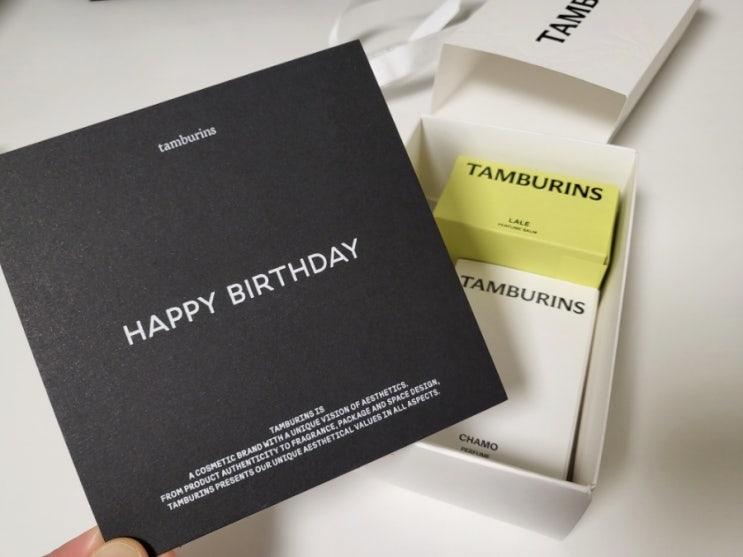 tamburins
HAPPY BIRTHDAY
TAMBURINS IS
A COSMETIC BRAND WITH A UNIQUE VISION OF AESTHETICS.
FROM PRODUCT AUTHENTICITY TO FRAGRANCE, PACKAGE AND SPACE DESIGN,
TAMBURINS PRESENTS OUR UNIQUE AESTHETICAL VALUES IN ALL ASPECTS.
TAMB
TAMBURINS
LALE
PERFUME BALM
TAMBURINS
CHAMO
PERFUME